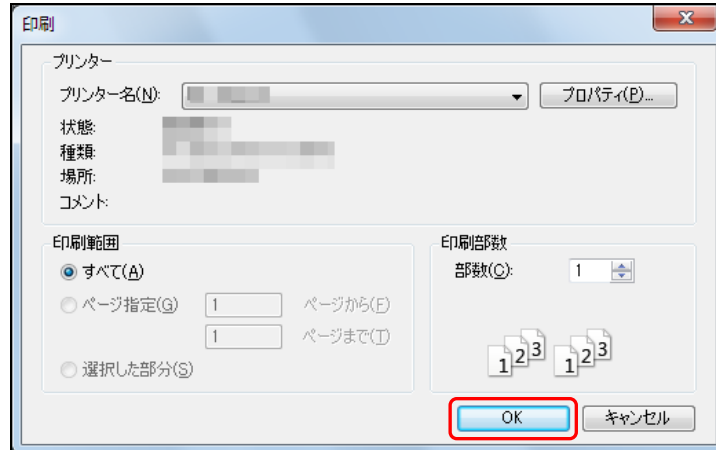 印刷
プリンター
プリンター名(N):
プロパティ(P)...
状態:
種類:
場所:
コメント:
印刷範囲
すべて(A)
ページ指定(G) 1 ページから(F)
1 ページまで(T)
選択した部分(S)
印刷部数
部数(C): 1
1 2 3 1 2 3
OK キャンセル